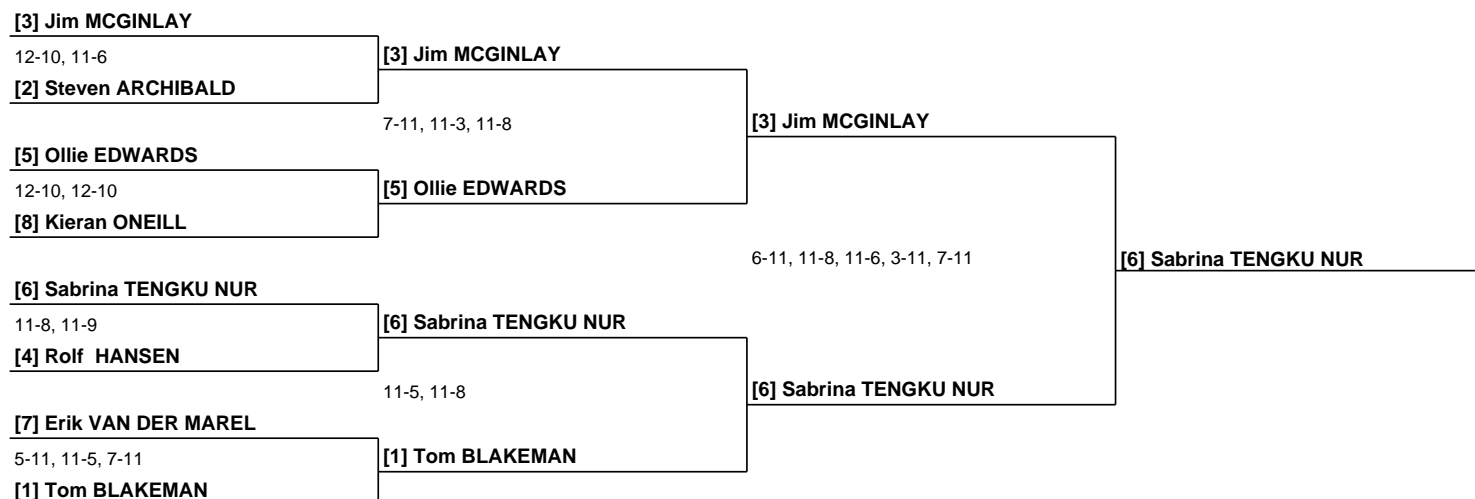 [3] Jim MCGINLAY
12-10, 11-6
[3] Jim MCGINLAY
[2] Steven ARCHIBALD
7-11, 11-3, 11-8
[3] Jim MCGINLAY
[5] Ollie EDWARDS
12-10, 12-10
[5] Ollie EDWARDS
[8] Kieran ONEILL
6-11, 11-8, 11-6, 3-11, 7-11
[6] Sabrina TENGKU NUR
[6] Sabrina TENGKU NUR
11-8, 11-9
[6] Sabrina TENGKU NUR
[4] Rolf HANSEN
11-5, 11-8
[6] Sabrina TENGKU NUR
[7] Erik VAN DER MAREL
5-11, 11-5, 7-11
[1] Tom BLAKEMAN
[1] Tom BLAKEMAN